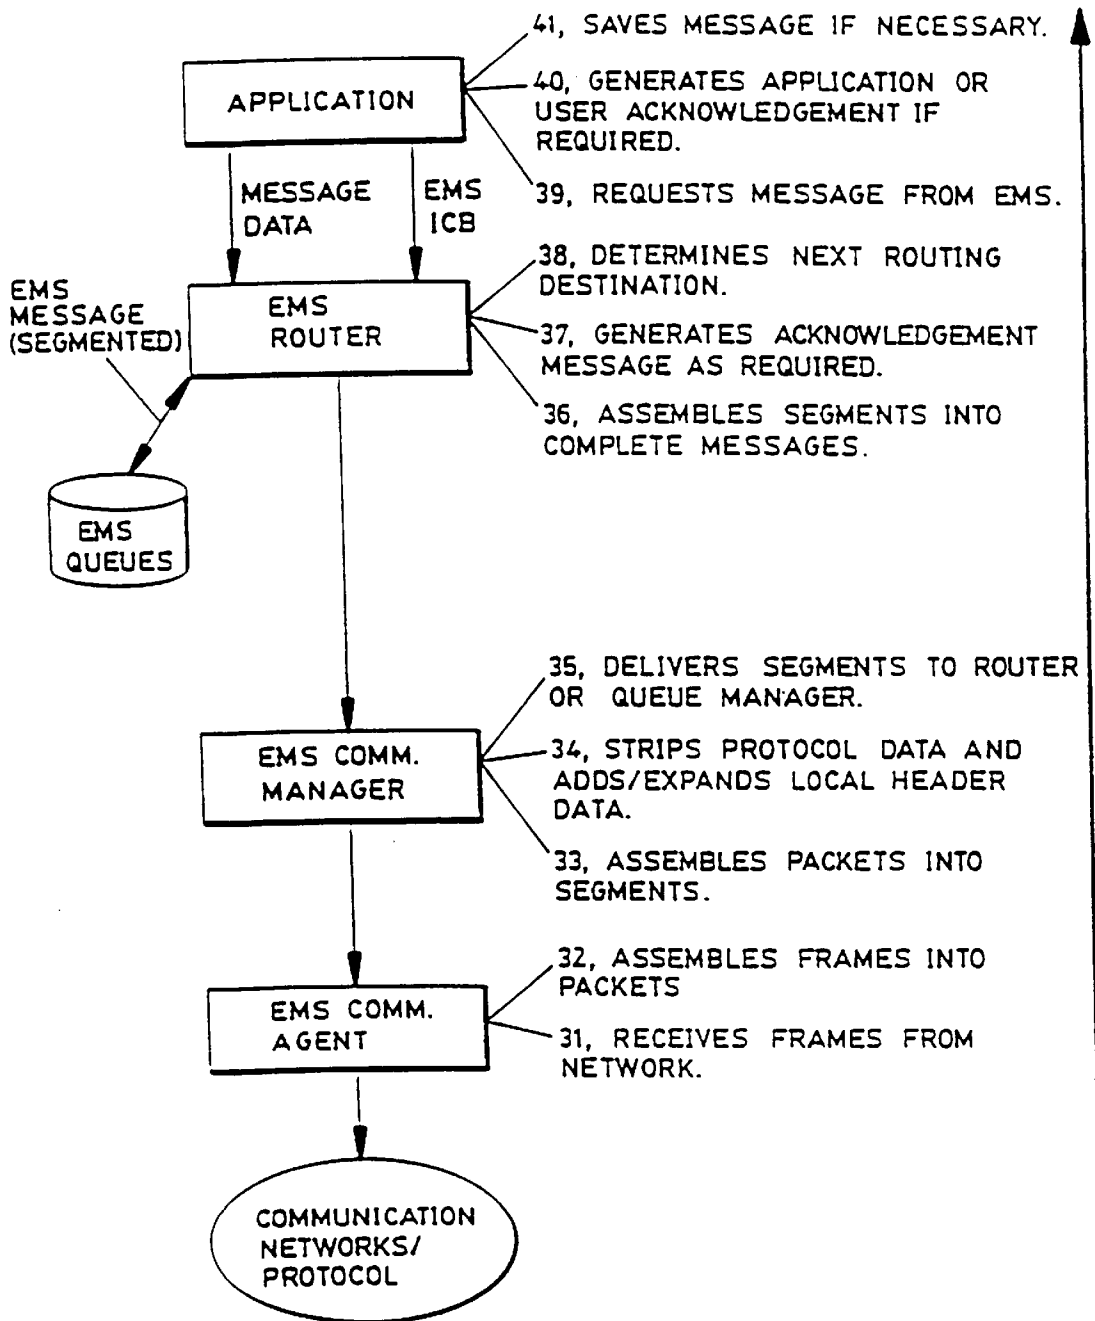 41, SAVES MESSAGE IF NECESSARY.
APPLICATION
40, GENERATES APPLICATION OR
USER ACKNOWLEDGEMENT IF
REQUIRED.
39, REQUESTS MESSAGE FROM EMS.
MESSAGE
DATA
EMS
ICB
38, DETERMINES NEXT ROUTING
DESTINATION.
EMS
MESSAGE
(SEGMENTED)
EMS
ROUTER
37, GENERATES ACKNOWLEDGEMENT
MESSAGE AS REQUIRED.
36, ASSEMBLES SEGMENTS INTO
COMPLETE MESSAGES.
EMS
QUEUES
35, DELIVERS SEGMENTS TO ROUTER
OR QUEUE MANAGER.
EMS COMM.
MANAGER
34, STRIPS PROTOCOL DATA AND
ADDS/EXPANDS LOCAL HEADER
DATA.
33, ASSEMBLES PACKETS INTO
SEGMENTS.
32, ASSEMBLES FRAMES INTO
PACKETS
EMS COMM.
AGENT
31, RECEIVES FRAMES FROM
NETWORK.
COMMUNICATION
NETWORKS/
PROTOCOL